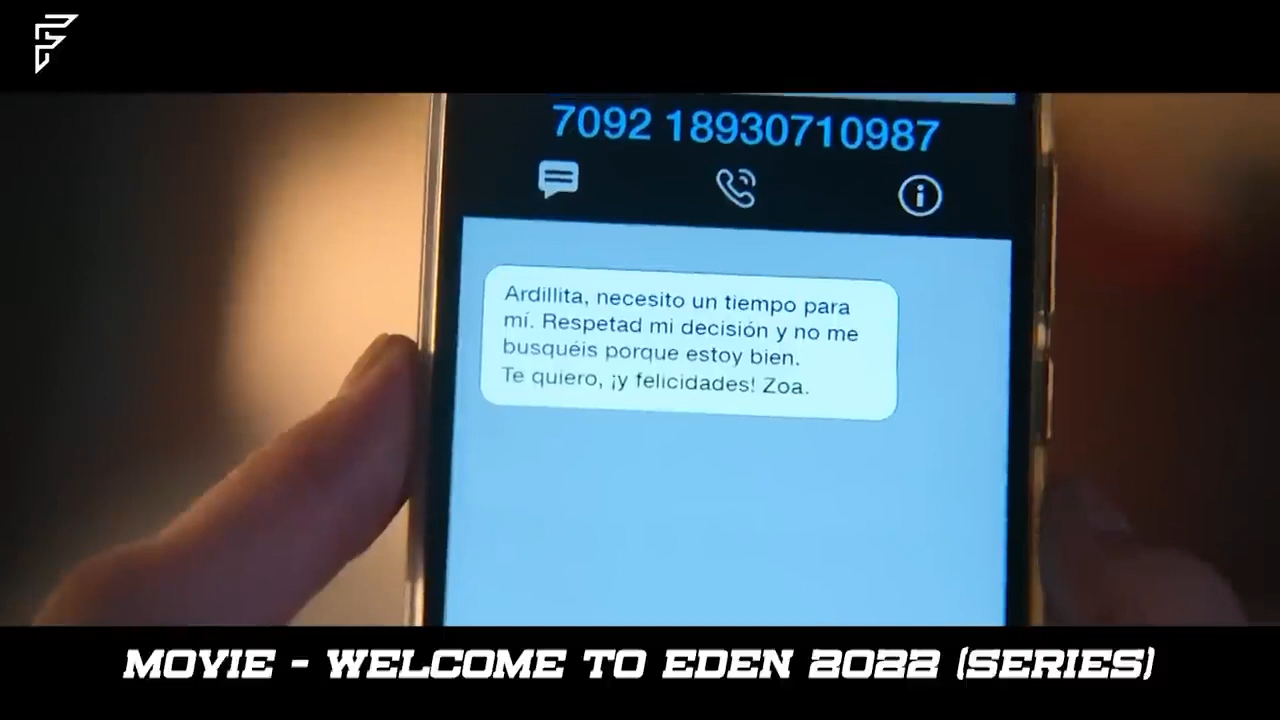 7092 18930710987
Ardillita, necesito un tiempo para
mí. Respetad mi decisión y no me
busquéis porque estoy bien.
Te quiero, ¡y felicidades! Zoa.
MOVIE - WELCOME TO EDEN 2022 (SERIES)